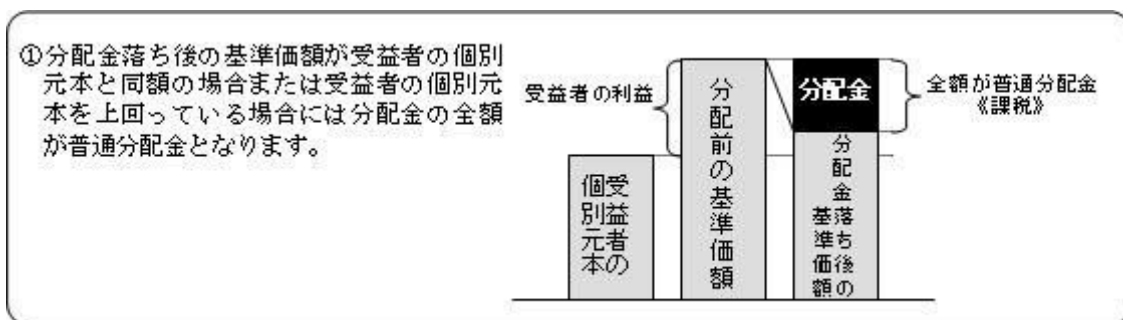 ①分配金落ち後の基準価額が受益者の個別
元本と同額の場合または受益者の個別元
本を上回っている場合には分配金の全額
が普通分配金となります。
受益者の利益
受益者の
個別元本
分配前の基準価額
分配金
分配金落ち後の
基準価額
全額が普通分配金
《課税》